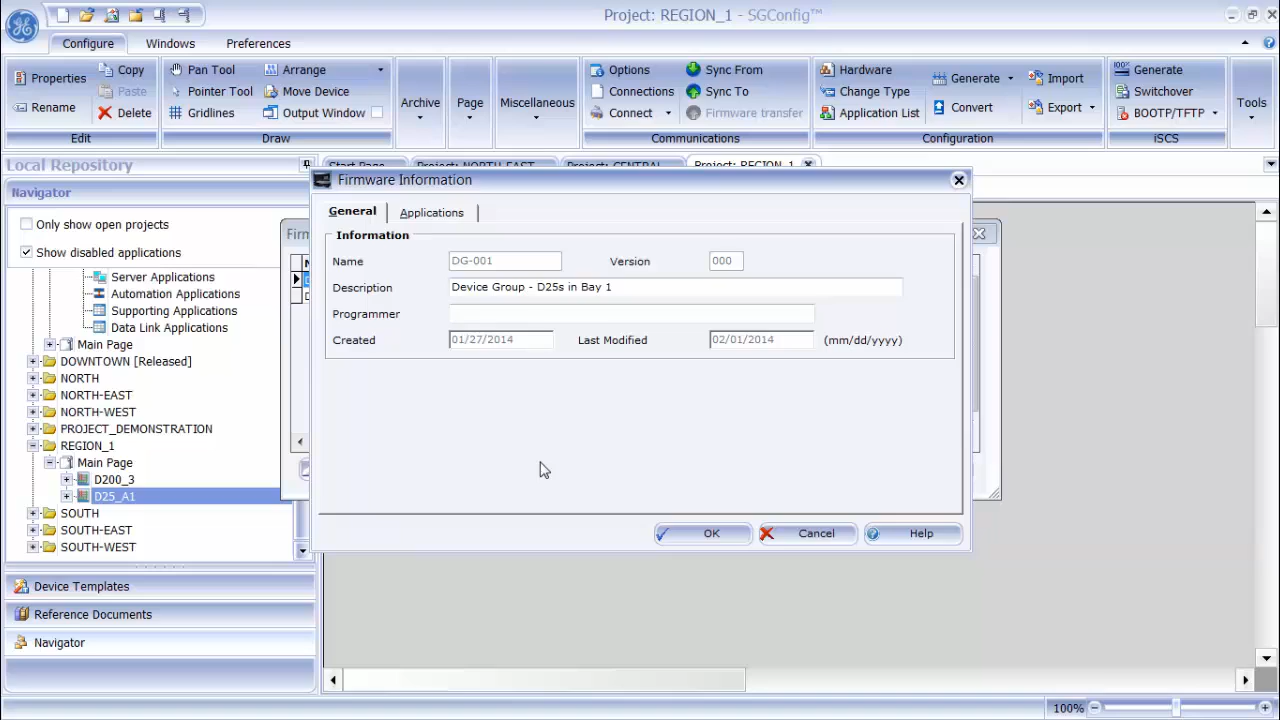 Project: REGION_1 - SGConfig™
Configure Windows Preferences
Properties
Rename
Copy
Paste
Delete
Edit
Pan Tool
Pointer Tool
Gridlines
Arrange
Move Device
Output Window
Draw
Archive
Page
Miscellaneous
Options
Connections
Connect
Sync From
Sync To
Firmware transfer
Communications
Hardware
Change Type
Application List
Generate
Convert
Import
Export
Configuration
100%
Generate
Switchover
BOOTP/TFTP
iSCS
Tools
Local Repository
Start Page Project: NORTH-EAST Project: CENTRAL Project: REGION_1
Navigator
Only show open projects
Show disabled applications
Server Applications
Automation Applications
Supporting Applications
Data Link Applications
Main Page
DOWNTOWN [Released]
NORTH
NORTH-EAST
NORTH-WEST
PROJECT_DEMONSTRATION
REGION_1
Main Page
D200_3
D25_A1
SOUTH
SOUTH-EAST
SOUTH-WEST
Device Templates
Reference Documents
Navigator
Firmware Information
General Applications
Information
Name DG-001 Version 000
Description Device Group - D25s in Bay 1
Programmer
Created 01/27/2014 Last Modified 02/01/2014 (mm/dd/yyyy)
OK Cancel Help
100%